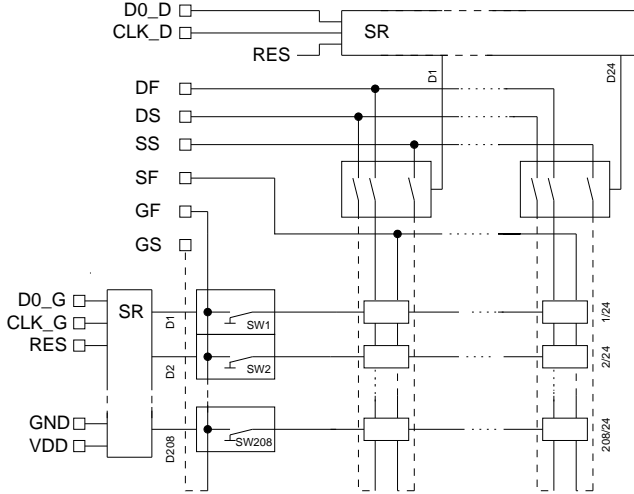 D0_D
CLK_D
SR
RES
D1
D24
DF
DS
SS
SF
GF
GS
D0_G
CLK_G
RES
SR
D1
SW1
1/24
D2
SW2
2/24
GND
VDD
D208
SW208
208/24